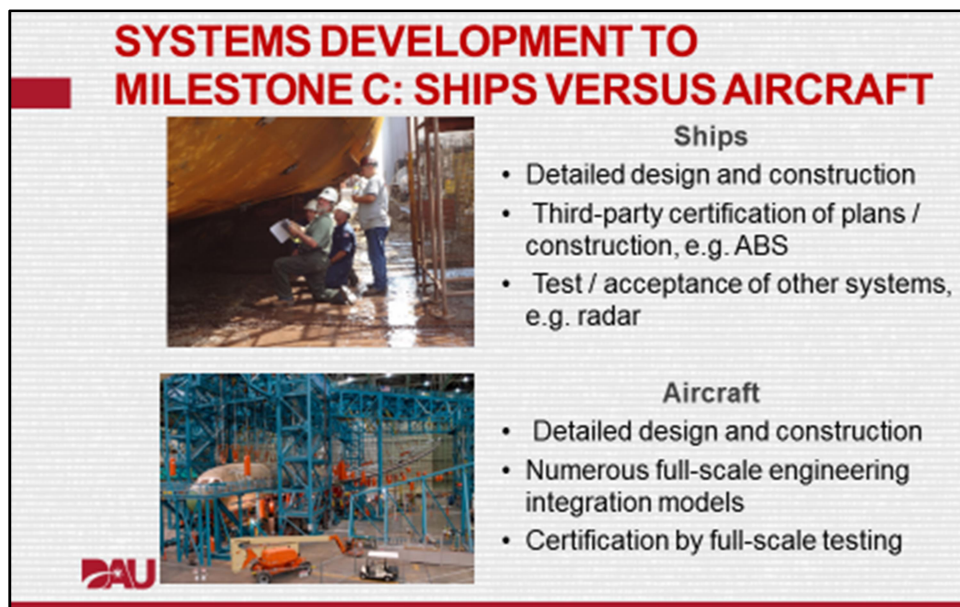 SYSTEMS DEVELOPMENT TO
MILESTONE C: SHIPS VERSUS AIRCRAFT
Ships
• Detailed design and construction
• Third-party certification of plans /
construction, e.g. ABS
• Test / acceptance of other systems,
e.g. radar
Aircraft
• Detailed design and construction
• Numerous full-scale engineering
integration models
• Certification by full-scale testing
DAU